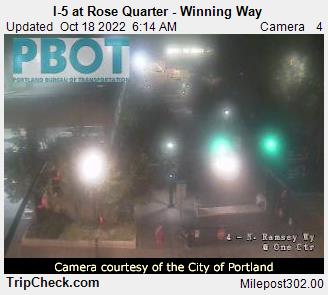 I-5 at Rose Quarter - Winning Way
Updated Oct 18 2022 6:14 AM Camera 4
PBOT
PORTLAND BUREAU OF TRANSPORTATION
4 - N. Ramsey Wy
@ One Ctr
Camera courtesy of the City of Portland
TripCheck.com Milepost302.00